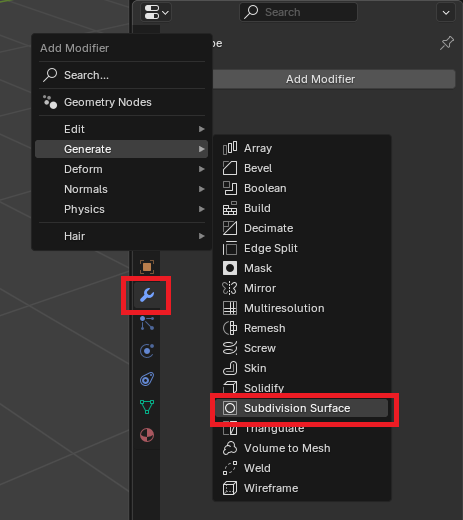 Search
be
Add Modifier
Add Modifier
Search...
Geometry Nodes
Edit
Generate
Deform
Normals
Physics
Hair
Array
Bevel
Boolean
Build
Decimate
Edge Split
Mask
Mirror
Multiresolution
Remesh
Screw
Skin
Solidify
Subdivision Surface
Triangulate
Volume to Mesh
Weld
Wireframe